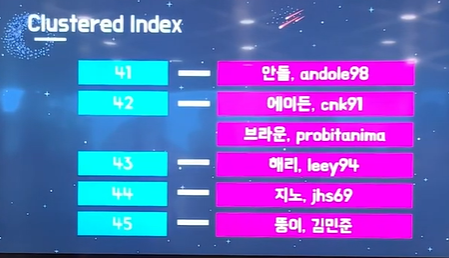 Clustered Index
41 안돌, andole98
42 에이든, cnk91
브라운, probitanima
43 해리, leey94
44 지노, jhs69
45 뚱이, 김민준